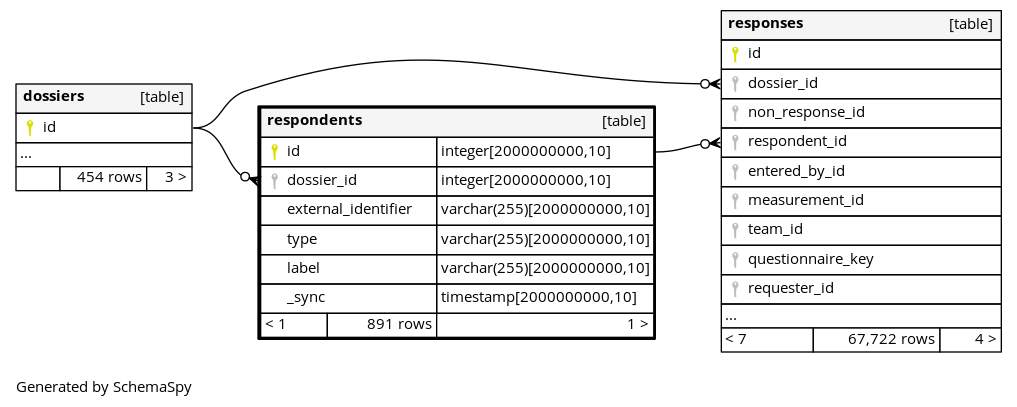 dossiers [table]
id
...
454 rows 3 >
respondents [table]
id integer[2000000000,10]
dossier_id integer[2000000000,10]
external_identifier varchar(255)[2000000000,10]
type varchar(255)[2000000000,10]
label varchar(255)[2000000000,10]
_sync timestamp[2000000000,10]
< 1 891 rows 1 >
responses [table]
id
dossier_id
non_response_id
respondent_id
entered_by_id
measurement_id
team_id
questionnaire_key
requester_id
...
< 7 67,722 rows 4 >
Generated by SchemaSpy